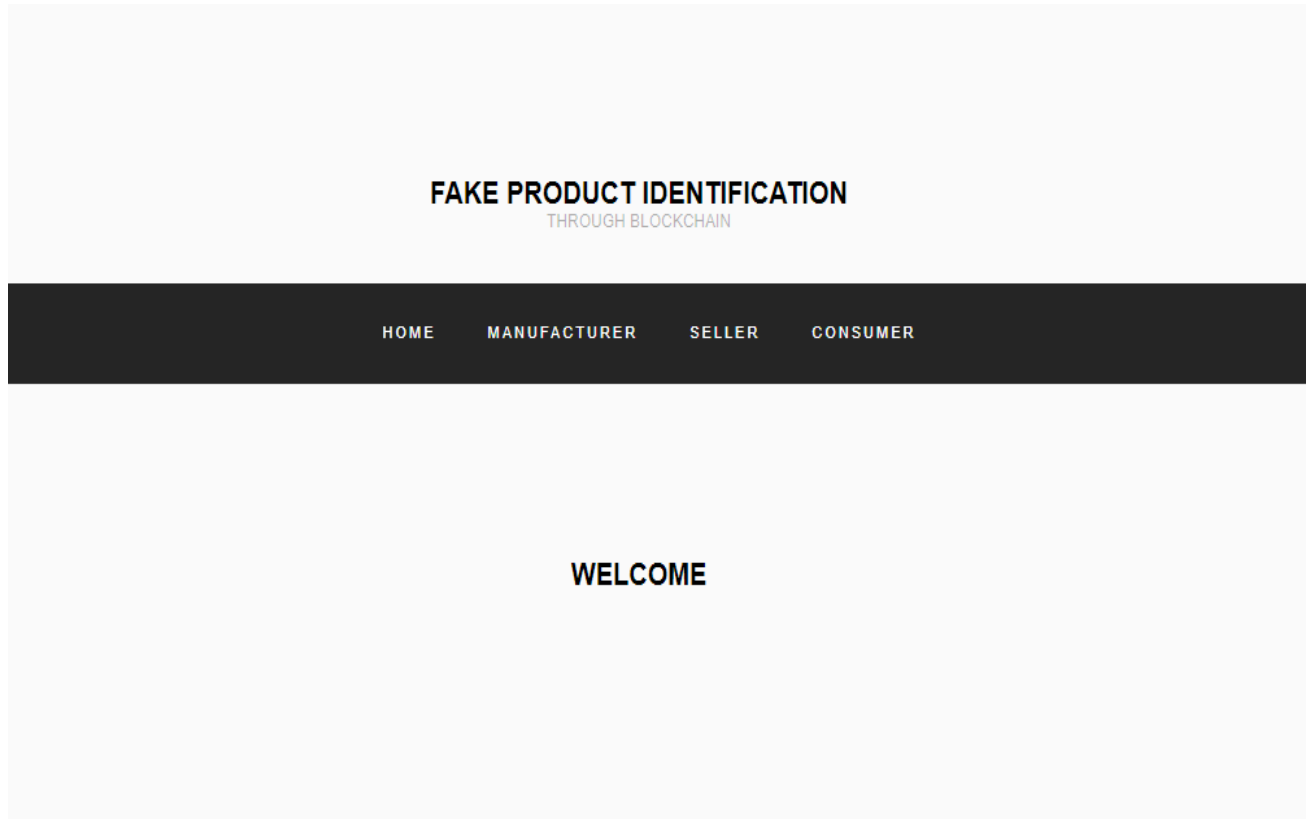 FAKE PRODUCT IDENTIFICATION
THROUGH BLOCKCHAIN
HOME MANUFACTURER SELLER CONSUMER
WELCOME